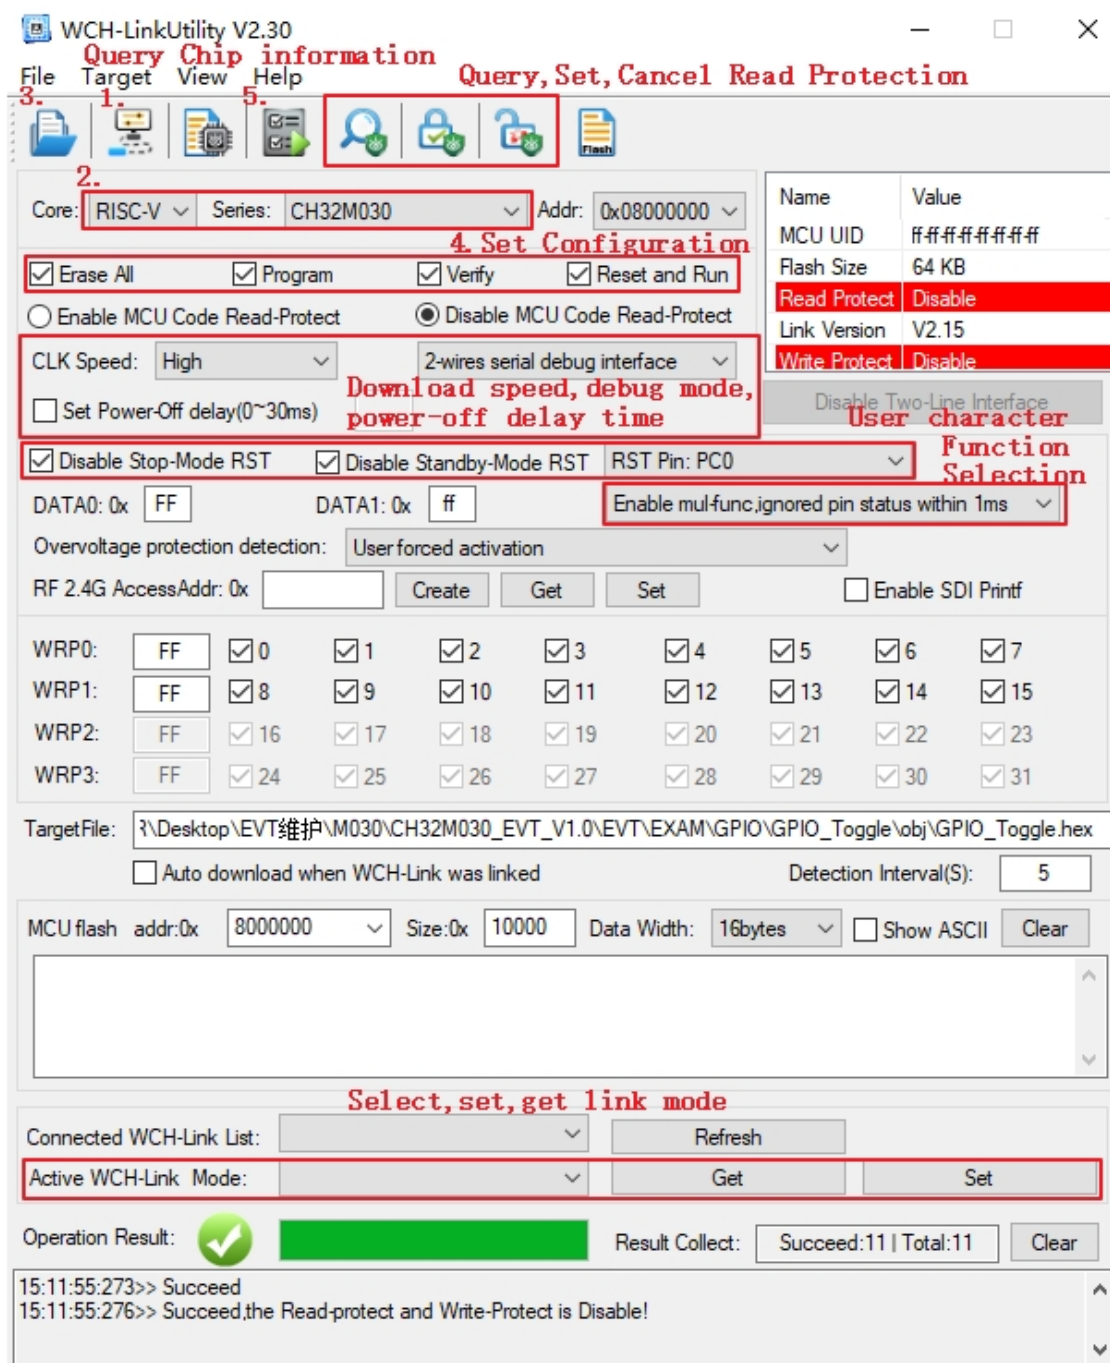 WCH-LinkUtility V2.30
Query Chip information
File Target View Help
Query,Set,Cancel Read Protection
3. 1. 5.
Flash
2.
Core: RISC-V Series: CH32M030 Addr: 0x08000000
Name Value
MCU UID ff-ff-ff-ff-ff-ff-ff-ff
Flash Size 64 KB
Read Protect Disable
Link Version V2.15
Write Protect Disable
4.Set Configuration
Erase All Program Verify Reset and Run
Enable MCU Code Read-Protect Disable MCU Code Read-Protect
CLK Speed: High 2-wires serial debug interface
Download speed,debug mode,
power-off delay time
Set Power-Off delay(0~30ms)
Disable Two-Line Interface
User character
Function
Selection
Disable Stop-Mode RST Disable Standby-Mode RST RST Pin: PC0
DATA0: 0x FF DATA1: 0x ff Enable mul-func,ignored pin status within 1ms
Overvoltage protection detection: User forced activation
RF 2.4G AccessAddr: 0x Create Get Set Enable SDI Printf
WRP0: FF 0 1 2 3 4 5 6 7
WRP1: FF 8 9 10 11 12 13 14 15
WRP2: FF 16 17 18 19 20 21 22 23
WRP3: FF 24 25 26 27 28 29 30 31
TargetFile: R\Desktop\EVT维护\M030\CH32M030_EVT_V1.0\EVT\EXAM\GPIO\GPIO_Toggle\obj\GPIO_Toggle.hex
Auto download when WCH-Link was linked Detection Interval(S): 5
MCU flash addr:0x 8000000 Size:0x 10000 Data Width: 16bytes Show ASCII Clear
Select,set,get link mode
Connected WCH-Link List: Refresh
Active WCH-Link Mode: Get Set
Operation Result: Result Collect: Succeed:11 | Total:11 Clear
15:11:55:273>> Succeed
15:11:55:276>> Succeed,the Read-protect and Write-Protect is Disable!